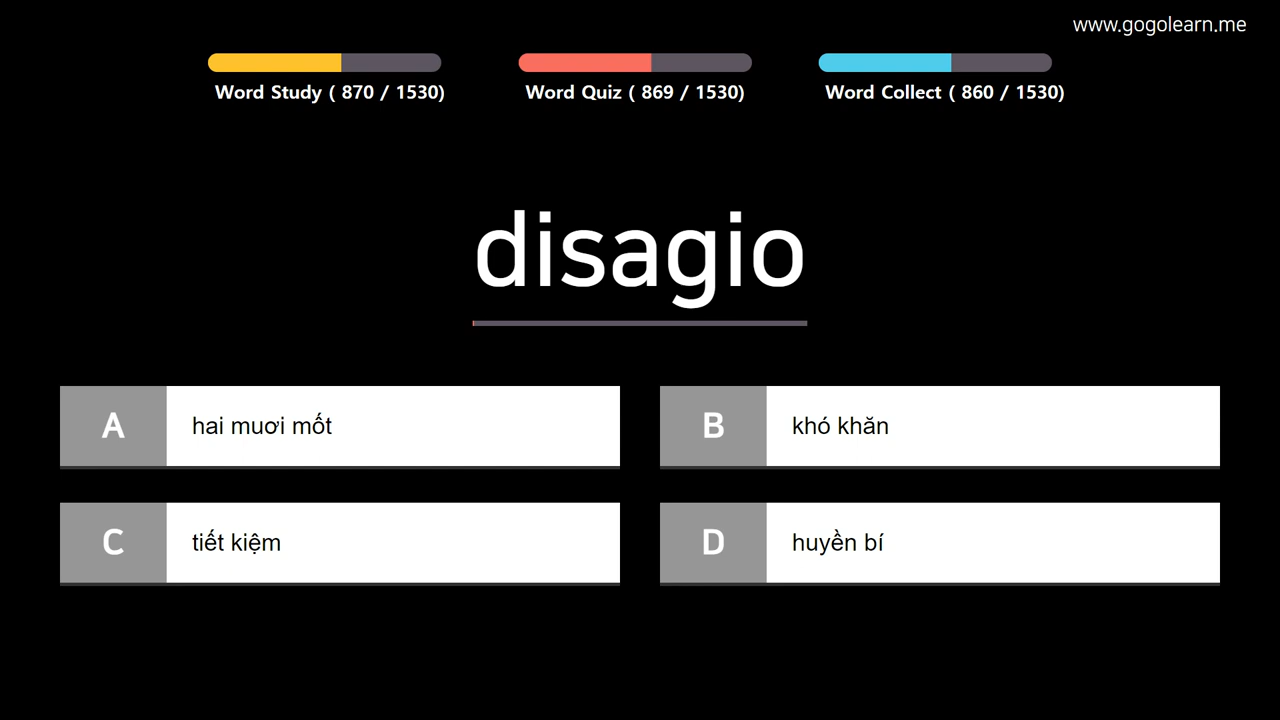 www.gogolearn.me
Word Study ( 870 / 1530)
Word Quiz ( 869 / 1530)
Word Collect ( 860 / 1530)
disagio
A
hai mươi mốt
B
khó khăn
C
tiết kiệm
D
huyền bí